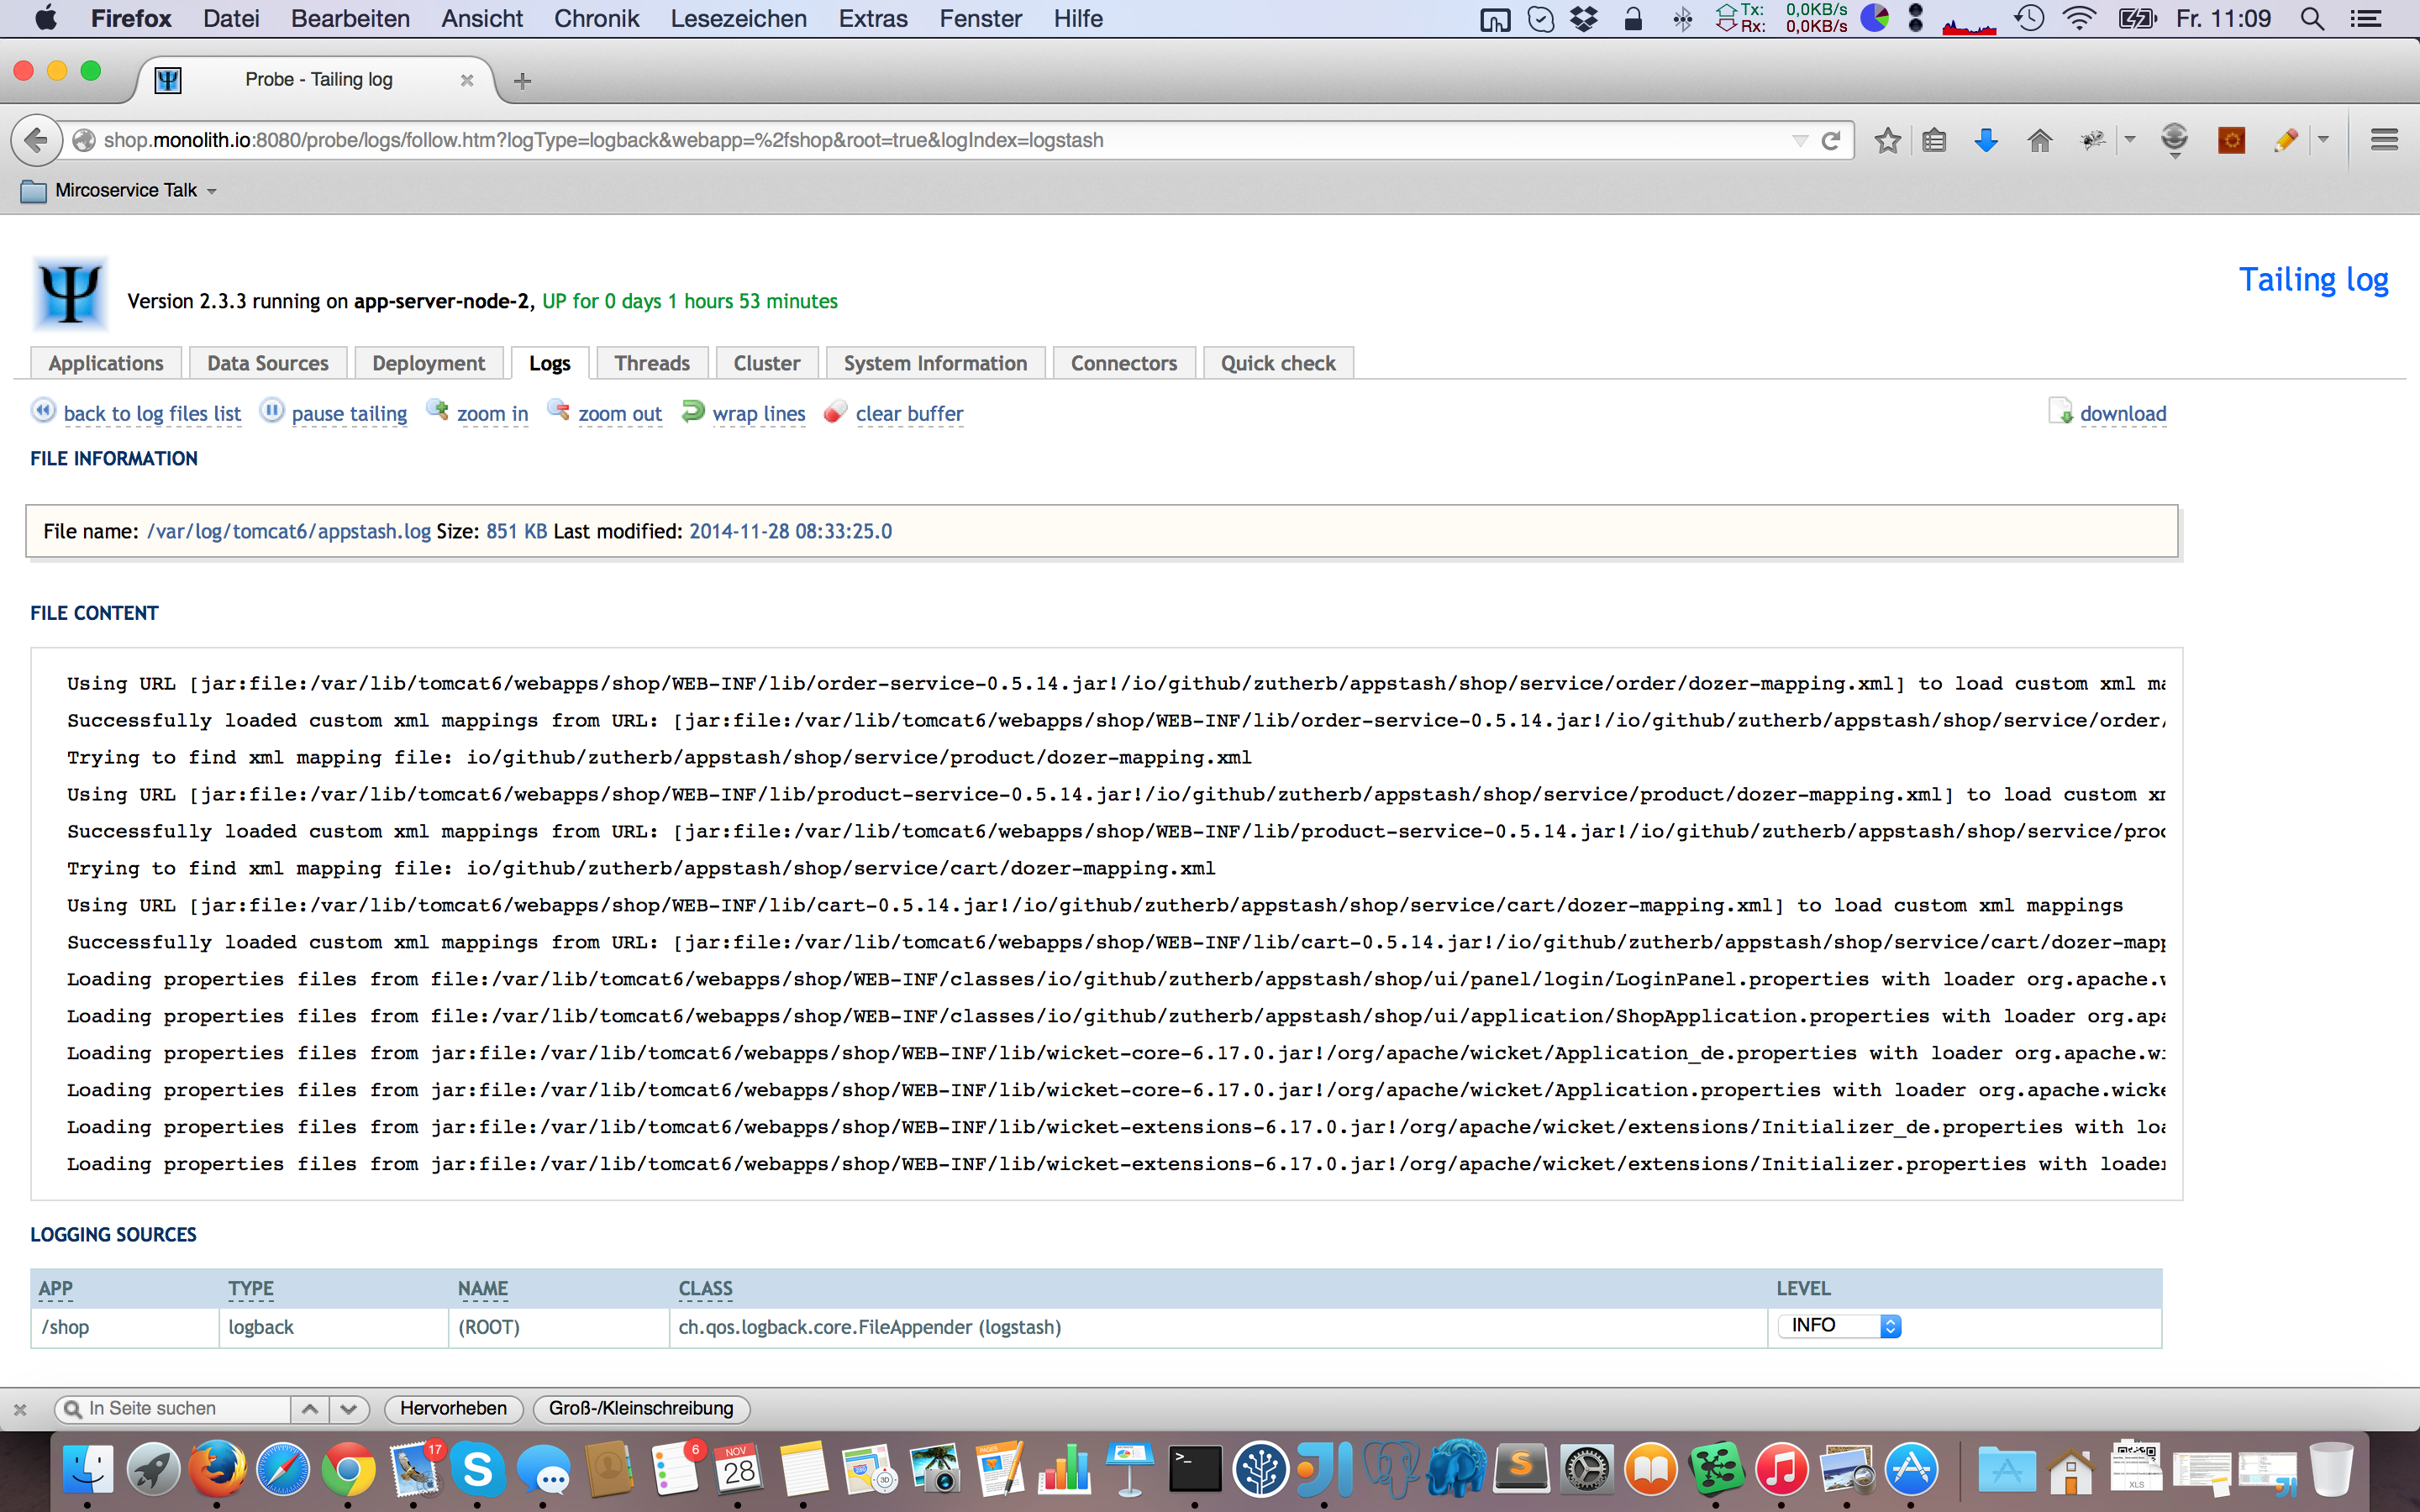 Firefox Datei Bearbeiten Ansicht Chronik Lesezeichen Extras Fenster Hilfe Tx: 0,0KB/s Rx: 0,0KB/s Fr. 11:09
Probe - Tailing log
shop.monolith.io:8080/probe/logs/follow.htm?logType=logback&webapp=%2fshop&root=true&logIndex=logstash
Mircoservice Talk
Tailing log
Version 2.3.3 running on app-server-node-2, UP for 0 days 1 hours 53 minutes
Applications Data Sources Deployment Logs Threads Cluster System Information Connectors Quick check
back to log files list pause tailing zoom in zoom out wrap lines clear buffer download
FILE INFORMATION
File name: /var/log/tomcat6/appstash.log Size: 851 KB Last modified: 2014-11-28 08:33:25.0
FILE CONTENT
Using URL [jar:file:/var/lib/tomcat6/webapps/shop/WEB-INF/lib/order-service-0.5.14.jar!/io/github/zutherb/appstash/shop/service/order/dozer-mapping.xml] to load custom xml ma
Successfully loaded custom xml mappings from URL: [jar:file:/var/lib/tomcat6/webapps/shop/WEB-INF/lib/order-service-0.5.14.jar!/io/github/zutherb/appstash/shop/service/order/
Trying to find xml mapping file: io/github/zutherb/appstash/shop/service/product/dozer-mapping.xml
Using URL [jar:file:/var/lib/tomcat6/webapps/shop/WEB-INF/lib/product-service-0.5.14.jar!/io/github/zutherb/appstash/shop/service/product/dozer-mapping.xml] to load custom xm
Successfully loaded custom xml mappings from URL: [jar:file:/var/lib/tomcat6/webapps/shop/WEB-INF/lib/product-service-0.5.14.jar!/io/github/zutherb/appstash/shop/service/proc
Trying to find xml mapping file: io/github/zutherb/appstash/shop/service/cart/dozer-mapping.xml
Using URL [jar:file:/var/lib/tomcat6/webapps/shop/WEB-INF/lib/cart-0.5.14.jar!/io/github/zutherb/appstash/shop/service/cart/dozer-mapping.xml] to load custom xml mappings
Successfully loaded custom xml mappings from URL: [jar:file:/var/lib/tomcat6/webapps/shop/WEB-INF/lib/cart-0.5.14.jar!/io/github/zutherb/appstash/shop/service/cart/dozer-mapp
Loading properties files from file:/var/lib/tomcat6/webapps/shop/WEB-INF/classes/io/github/zutherb/appstash/shop/ui/panel/login/LoginPanel.properties with loader org.apache.w
Loading properties files from file:/var/lib/tomcat6/webapps/shop/WEB-INF/classes/io/github/zutherb/appstash/shop/ui/application/ShopApplication.properties with loader org.apa
Loading properties files from jar:file:/var/lib/tomcat6/webapps/shop/WEB-INF/lib/wicket-core-6.17.0.jar!/org/apache/wicket/Application_de.properties with loader org.apache.wi
Loading properties files from jar:file:/var/lib/tomcat6/webapps/shop/WEB-INF/lib/wicket-core-6.17.0.jar!/org/apache/wicket/Application.properties with loader org.apache.wicke
Loading properties files from jar:file:/var/lib/tomcat6/webapps/shop/WEB-INF/lib/wicket-extensions-6.17.0.jar!/org/apache/wicket/extensions/Initializer_de.properties with loa
Loading properties files from jar:file:/var/lib/tomcat6/webapps/shop/WEB-INF/lib/wicket-extensions-6.17.0.jar!/org/apache/wicket/extensions/Initializer.properties with loader
LOGGING SOURCES
APP TYPE NAME CLASS LEVEL
/shop logback (ROOT) ch.qos.logback.core.FileAppender (logstash) INFO
In Seite suchen Hervorheben Groß-/Kleinschreibung
17 6 NOV 28 PAGES XLS